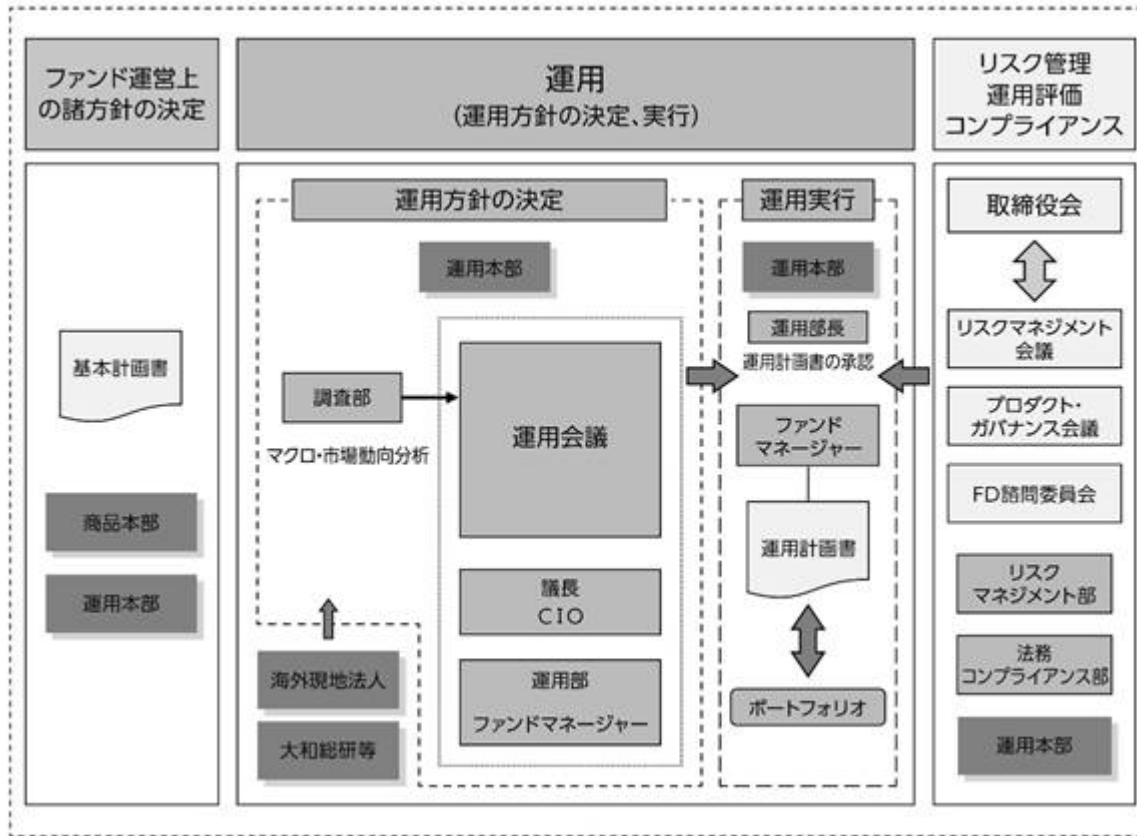 ファンド運営上
の諸方針の決定
運用
(運用方針の決定、実行)
リスク管理
運用評価
コンプライアンス
基本計画書
商品本部
運用本部
運用方針の決定
運用本部
調査部
マクロ・市場動向分析
運用会議
議長
CIO
運用部
ファンドマネージャー
海外現地法人
大和総研等
運用実行
運用本部
運用部長
運用計画書の承認
ファンド
マネージャー
運用計画書
ポートフォリオ
取締役会
リスクマネジメント
会議
プロダクト・
ガバナンス会議
FD諮問委員会
リスク
マネジメント部
法務
コンプライアンス部
運用本部